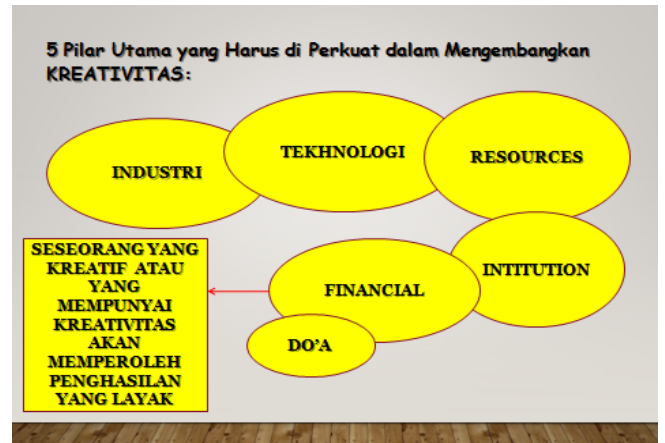 5 Pilar Utama yang Harus di Perkuat dalam Mengembangkan
KREATIVITAS:
INDUSTRI
TEKHNOLOGI
RESOURCES
INTITUTION
FINANCIAL
DO'A
SESEORANG YANG
KREATIF ATAU
YANG
MEMPUNYAI
KREATIVITAS
AKAN
MEMPEROLEH
PENGHASILAN
YANG LAYAK